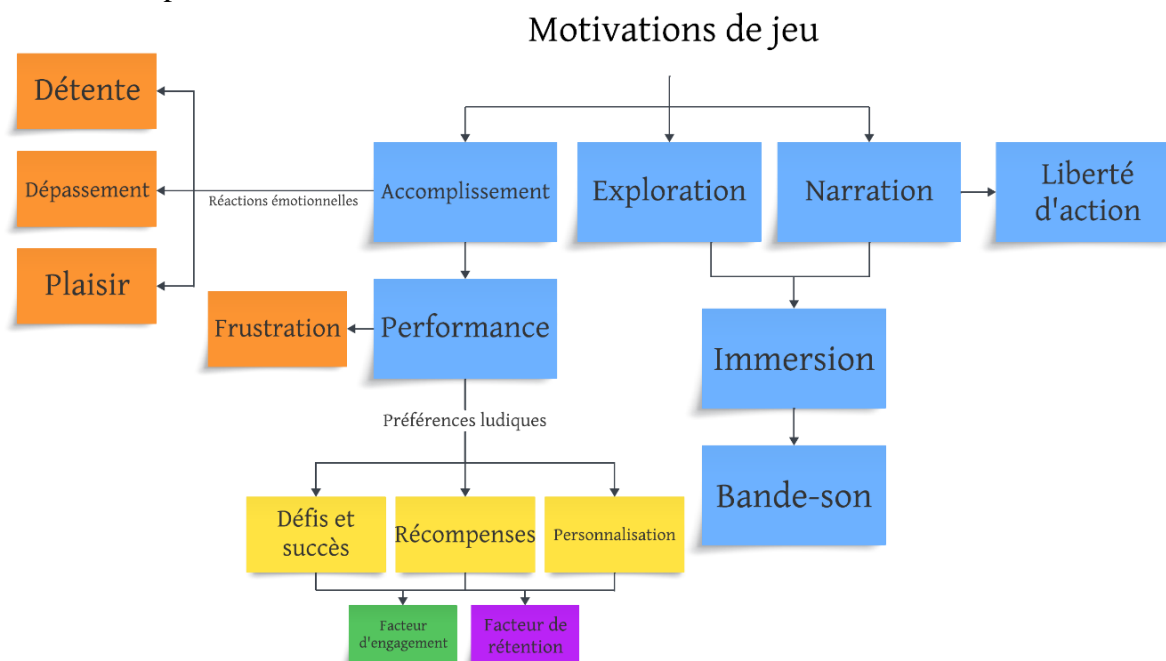 Motivations de jeu
Détente
Dépassement
Plaisir
Réactions émotionnelles
Accomplissement
Exploration
Narration
Liberté
d'action
Frustration
Performance
Immersion
Préférences ludiques
Bande-son
Défis et
succès
Récompenses
Personnalisation
Facteur
d'engagement
Facteur de
rétention